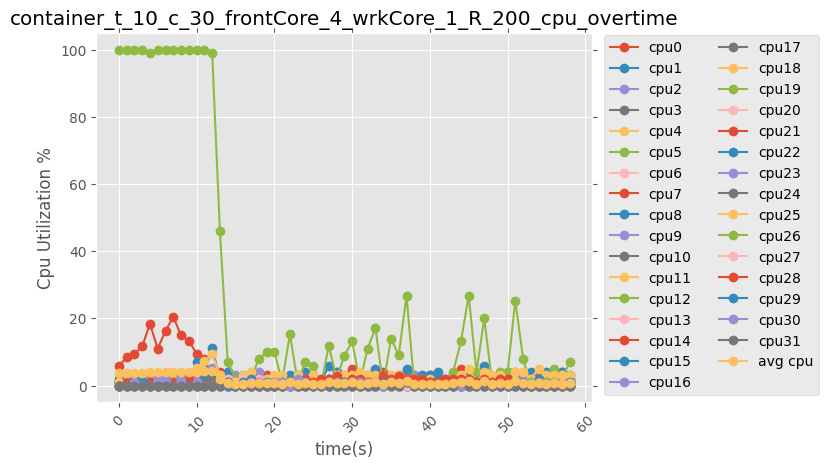 container_t_10_c_30_frontCore_4_wrkCore_1_R_200_cpu_overtime
Cpu Utilization %
100
80
60
40
20
0
0
10
20
30
40
50
60
time(s)
cpu0
cpu1
cpu2
cpu3
cpu4
cpu5
cpu6
cpu7
cpu8
cpu9
cpu10
cpu11
cpu12
cpu13
cpu14
cpu15
cpu16
cpu17
cpu18
cpu19
cpu20
cpu21
cpu22
cpu23
cpu24
cpu25
cpu26
cpu27
cpu28
cpu29
cpu30
cpu31
avg cpu